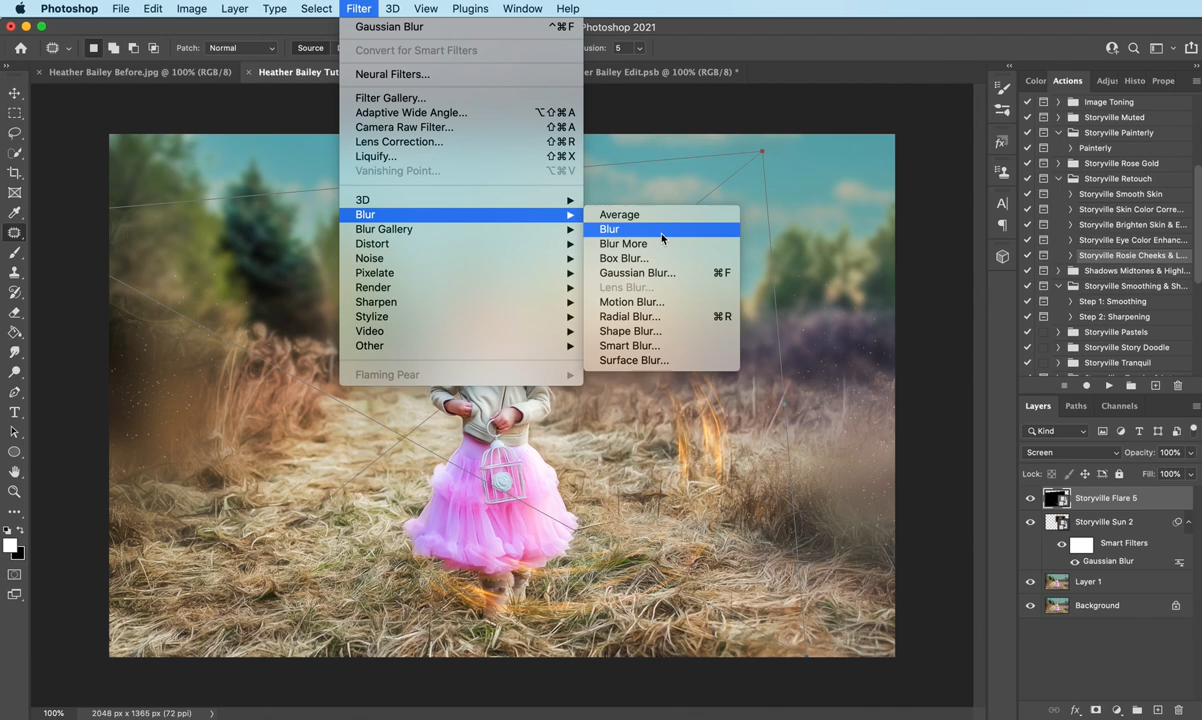 Photoshop File Edit Image Layer Type Select Filter 3D View Plugins Window Help
Photoshop 2021
Patch: Normal Source usion: 5
Heather Bailey Before.jpg @ 100% (RGB/8) Heather Bailey Tut er Bailey Edit.psb @ 100% (RGB/8) *
Gaussian Blur ^⌘F
Convert for Smart Filters
Neural Filters...
Filter Gallery...
Adaptive Wide Angle... ⌥⇧⌘A
Camera Raw Filter... ⇧⌘A
Lens Correction... ⇧⌘R
Liquify... ⇧⌘X
Vanishing Point... ⌥⌘V
3D
Blur
Blur Gallery
Distort
Noise
Pixelate
Render
Sharpen
Stylize
Video
Other
Flaming Pear
Average
Blur
Blur More
Box Blur...
Gaussian Blur... ⌘F
Lens Blur...
Motion Blur...
Radial Blur... ⌘R
Shape Blur...
Smart Blur...
Surface Blur...
Color Actions Adju Histo Prope
Image Toning
Storyville Muted
Storyville Painterly
Painterly
Storyville Rose Gold
Storyville Retouch
Storyville Smooth Skin
Storyville Skin Color Corre...
Storyville Brighten Skin & E...
Storyville Eye Color Enhanc...
Storyville Rosie Cheeks & L...
Shadows Midtones & Highl...
Storyville Smoothing & Sh...
Step 1: Smoothing
Step 2: Sharpening
Storyville Pastels
Storyville Story Doodle
Storyville Tranquil
Layers Paths Channels
Kind
Screen Opacity: 100%
Lock: Fill: 100%
Storyville Flare 5
Storyville Sun 2
Smart Filters
Gaussian Blur
Layer 1
Background
100% 2048 px x 1365 px (72 ppi)